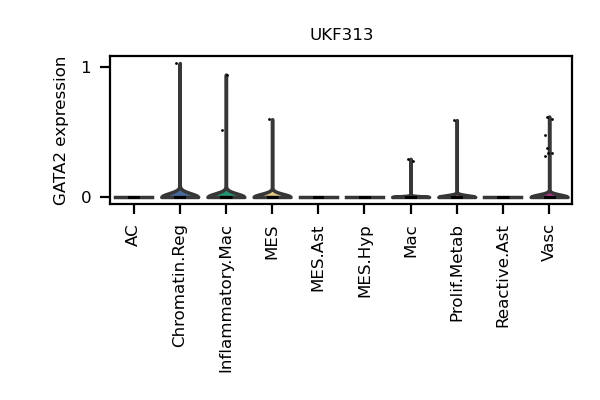 UKF313
GATA2 expression
1
0
AC
Chromatin.Reg
Inflammatory.Mac
MES
MES.Ast
MES.Hyp
Mac
Prolif.Metab
Reactive.Ast
Vasc